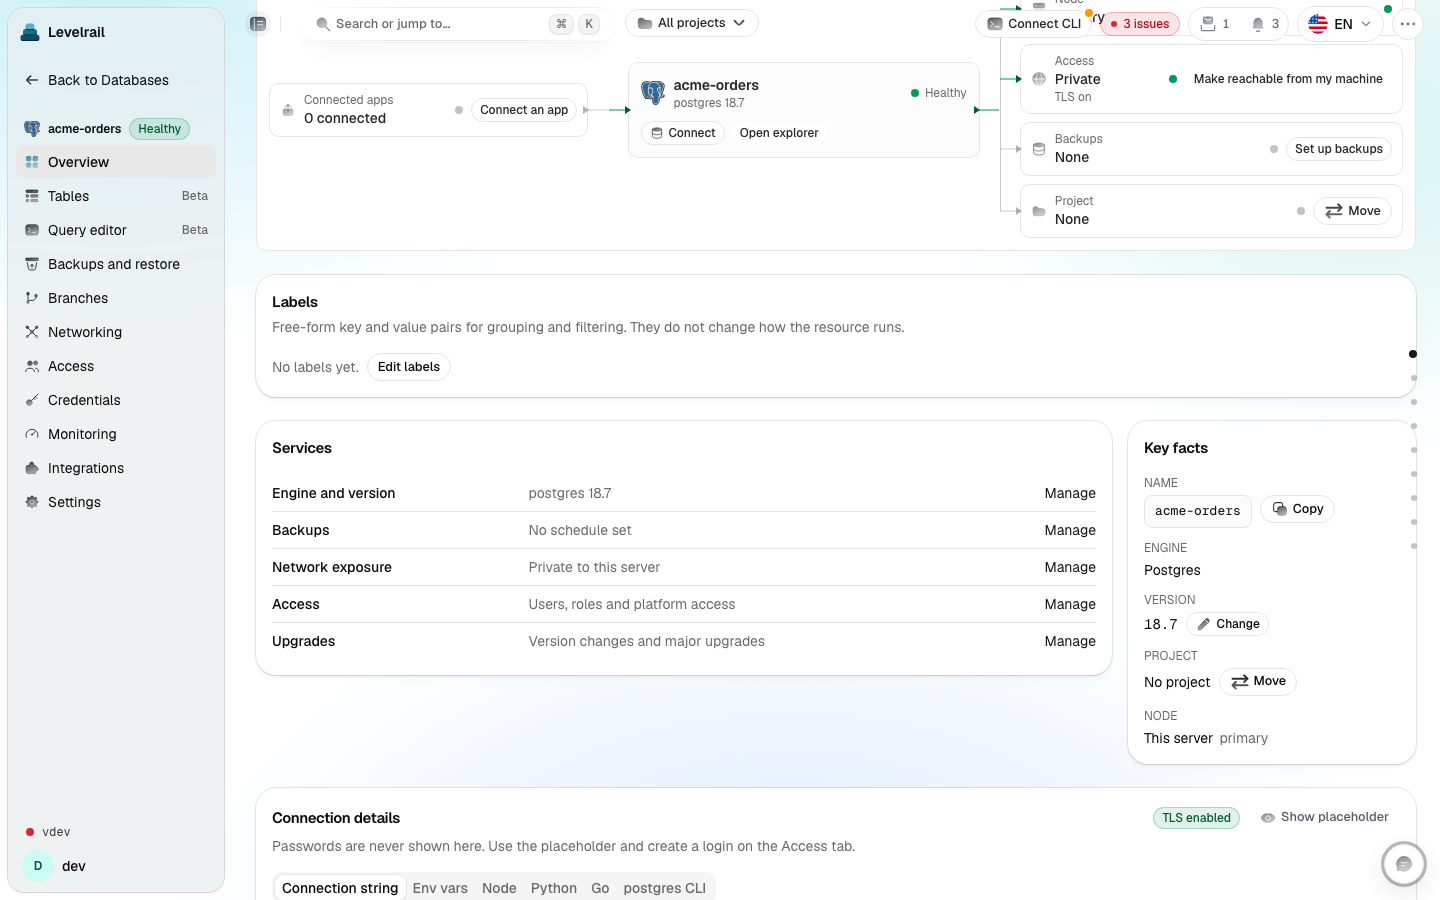 Levelrail
Back to Databases
acme-orders Healthy
Overview
Tables Beta
Query editor Beta
Backups and restore
Branches
Networking
Access
Credentials
Monitoring
Integrations
Settings
vdev
D dev
Search or jump to... ⌘ K
All projects
Connect CLI
3 issues
1
3
EN
Connected apps
0 connected
Connect an app
acme-orders
postgres 18.7
Healthy
Connect
Open explorer
Node
Access
Private
TLS on
Make reachable from my machine
Backups
None
Set up backups
Project
None
Move
Labels
Free-form key and value pairs for grouping and filtering. They do not change how the resource runs.
No labels yet. Edit labels
Services
Engine and version postgres 18.7 Manage
Backups No schedule set Manage
Network exposure Private to this server Manage
Access Users, roles and platform access Manage
Upgrades Version changes and major upgrades Manage
Key facts
NAME
acme-orders Copy
ENGINE
Postgres
VERSION
18.7 Change
PROJECT
No project Move
NODE
This server primary
Connection details
TLS enabled
Show placeholder
Passwords are never shown here. Use the placeholder and create a login on the Access tab.
Connection string Env vars Node Python Go postgres CLI